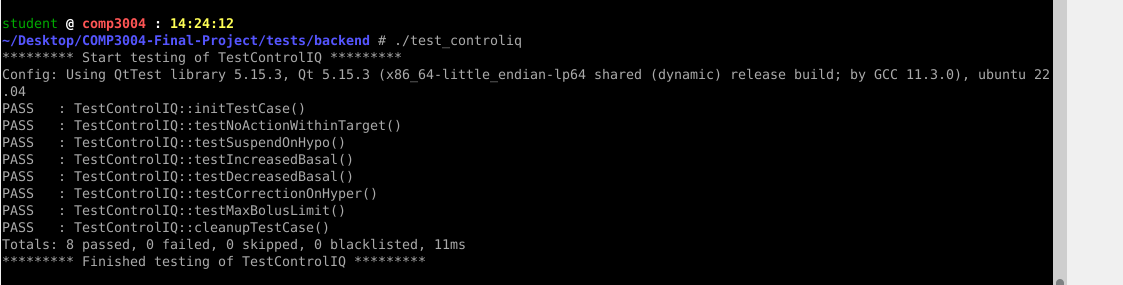 student @ comp3004 : 14:24:12
~/Desktop/COMP3004-Final-Project/tests/backend # ./test_controliq
********* Start testing of TestControlIQ *********
Config: Using QtTest library 5.15.3, Qt 5.15.3 (x86_64-little_endian-lp64 shared (dynamic) release build; by GCC 11.3.0), ubuntu 22
.04
PASS   : TestControlIQ::initTestCase()
PASS   : TestControlIQ::testNoActionWithinTarget()
PASS   : TestControlIQ::testSuspendOnHypo()
PASS   : TestControlIQ::testIncreasedBasal()
PASS   : TestControlIQ::testDecreasedBasal()
PASS   : TestControlIQ::testCorrectionOnHyper()
PASS   : TestControlIQ::testMaxBolusLimit()
PASS   : TestControlIQ::cleanupTestCase()
Totals: 8 passed, 0 failed, 0 skipped, 0 blacklisted, 11ms
********* Finished testing of TestControlIQ *********